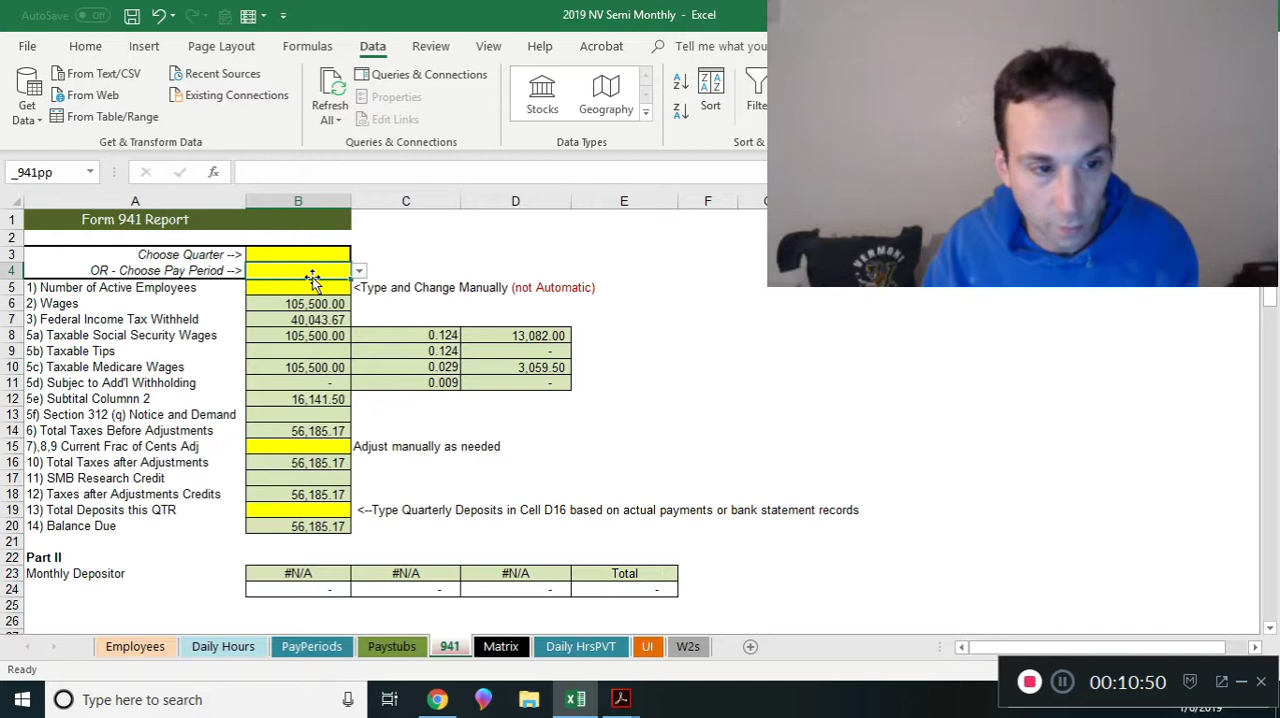 AutoSave Off 2019 NV Semi Monthly - Excel
File Home Insert Page Layout Formulas Data Review View Help Acrobat Tell me what you
Get Data
From Text/CSV
From Web
From Table/Range
Recent Sources
Existing Connections
Get & Transform Data
Refresh All
Queries & Connections
Properties
Edit Links
Queries & Connections
Stocks Geography
Data Types
Sort
Filte
Sort &
_941pp fx
A B C D E F
1 Form 941 Report
2
3 Choose Quarter -->
4 OR - Choose Pay Period -->
5 1) Number of Active Employees <Type and Change Manually (not Automatic)
6 2) Wages 105,500.00
7 3) Federal Income Tax Withheld 40,043.67
8 5a) Taxable Social Security Wages 105,500.00 0.124 13,082.00
9 5b) Taxable Tips 0.124 -
10 5c) Taxable Medicare Wages 105,500.00 0.029 3,059.50
11 5d) Subjec to Add'l Withholding - 0.009 -
12 5e) Subtital Columnn 2 16,141.50
13 5f) Section 312 (q) Notice and Demand
14 6) Total Taxes Before Adjustments 56,185.17
15 7),8,9 Current Frac of Cents Adj Adjust manually as needed
16 10) Total Taxes after Adjustments 56,185.17
17 11) SMB Research Credit
18 12) Taxes after Adjustments Credits 56,185.17
19 13) Total Deposits this QTR <--Type Quarterly Deposits in Cell D16 based on actual payments or bank statement records
20 14) Balance Due 56,185.17
21
22 Part II
23 Monthly Depositor #N/A #N/A #N/A Total
24 - - - -
25
26
Employees Daily Hours PayPeriods Paystubs 941 Matrix Daily HrsPVT UI W2s
Ready
Type here to search
00:10:50
VERMONT